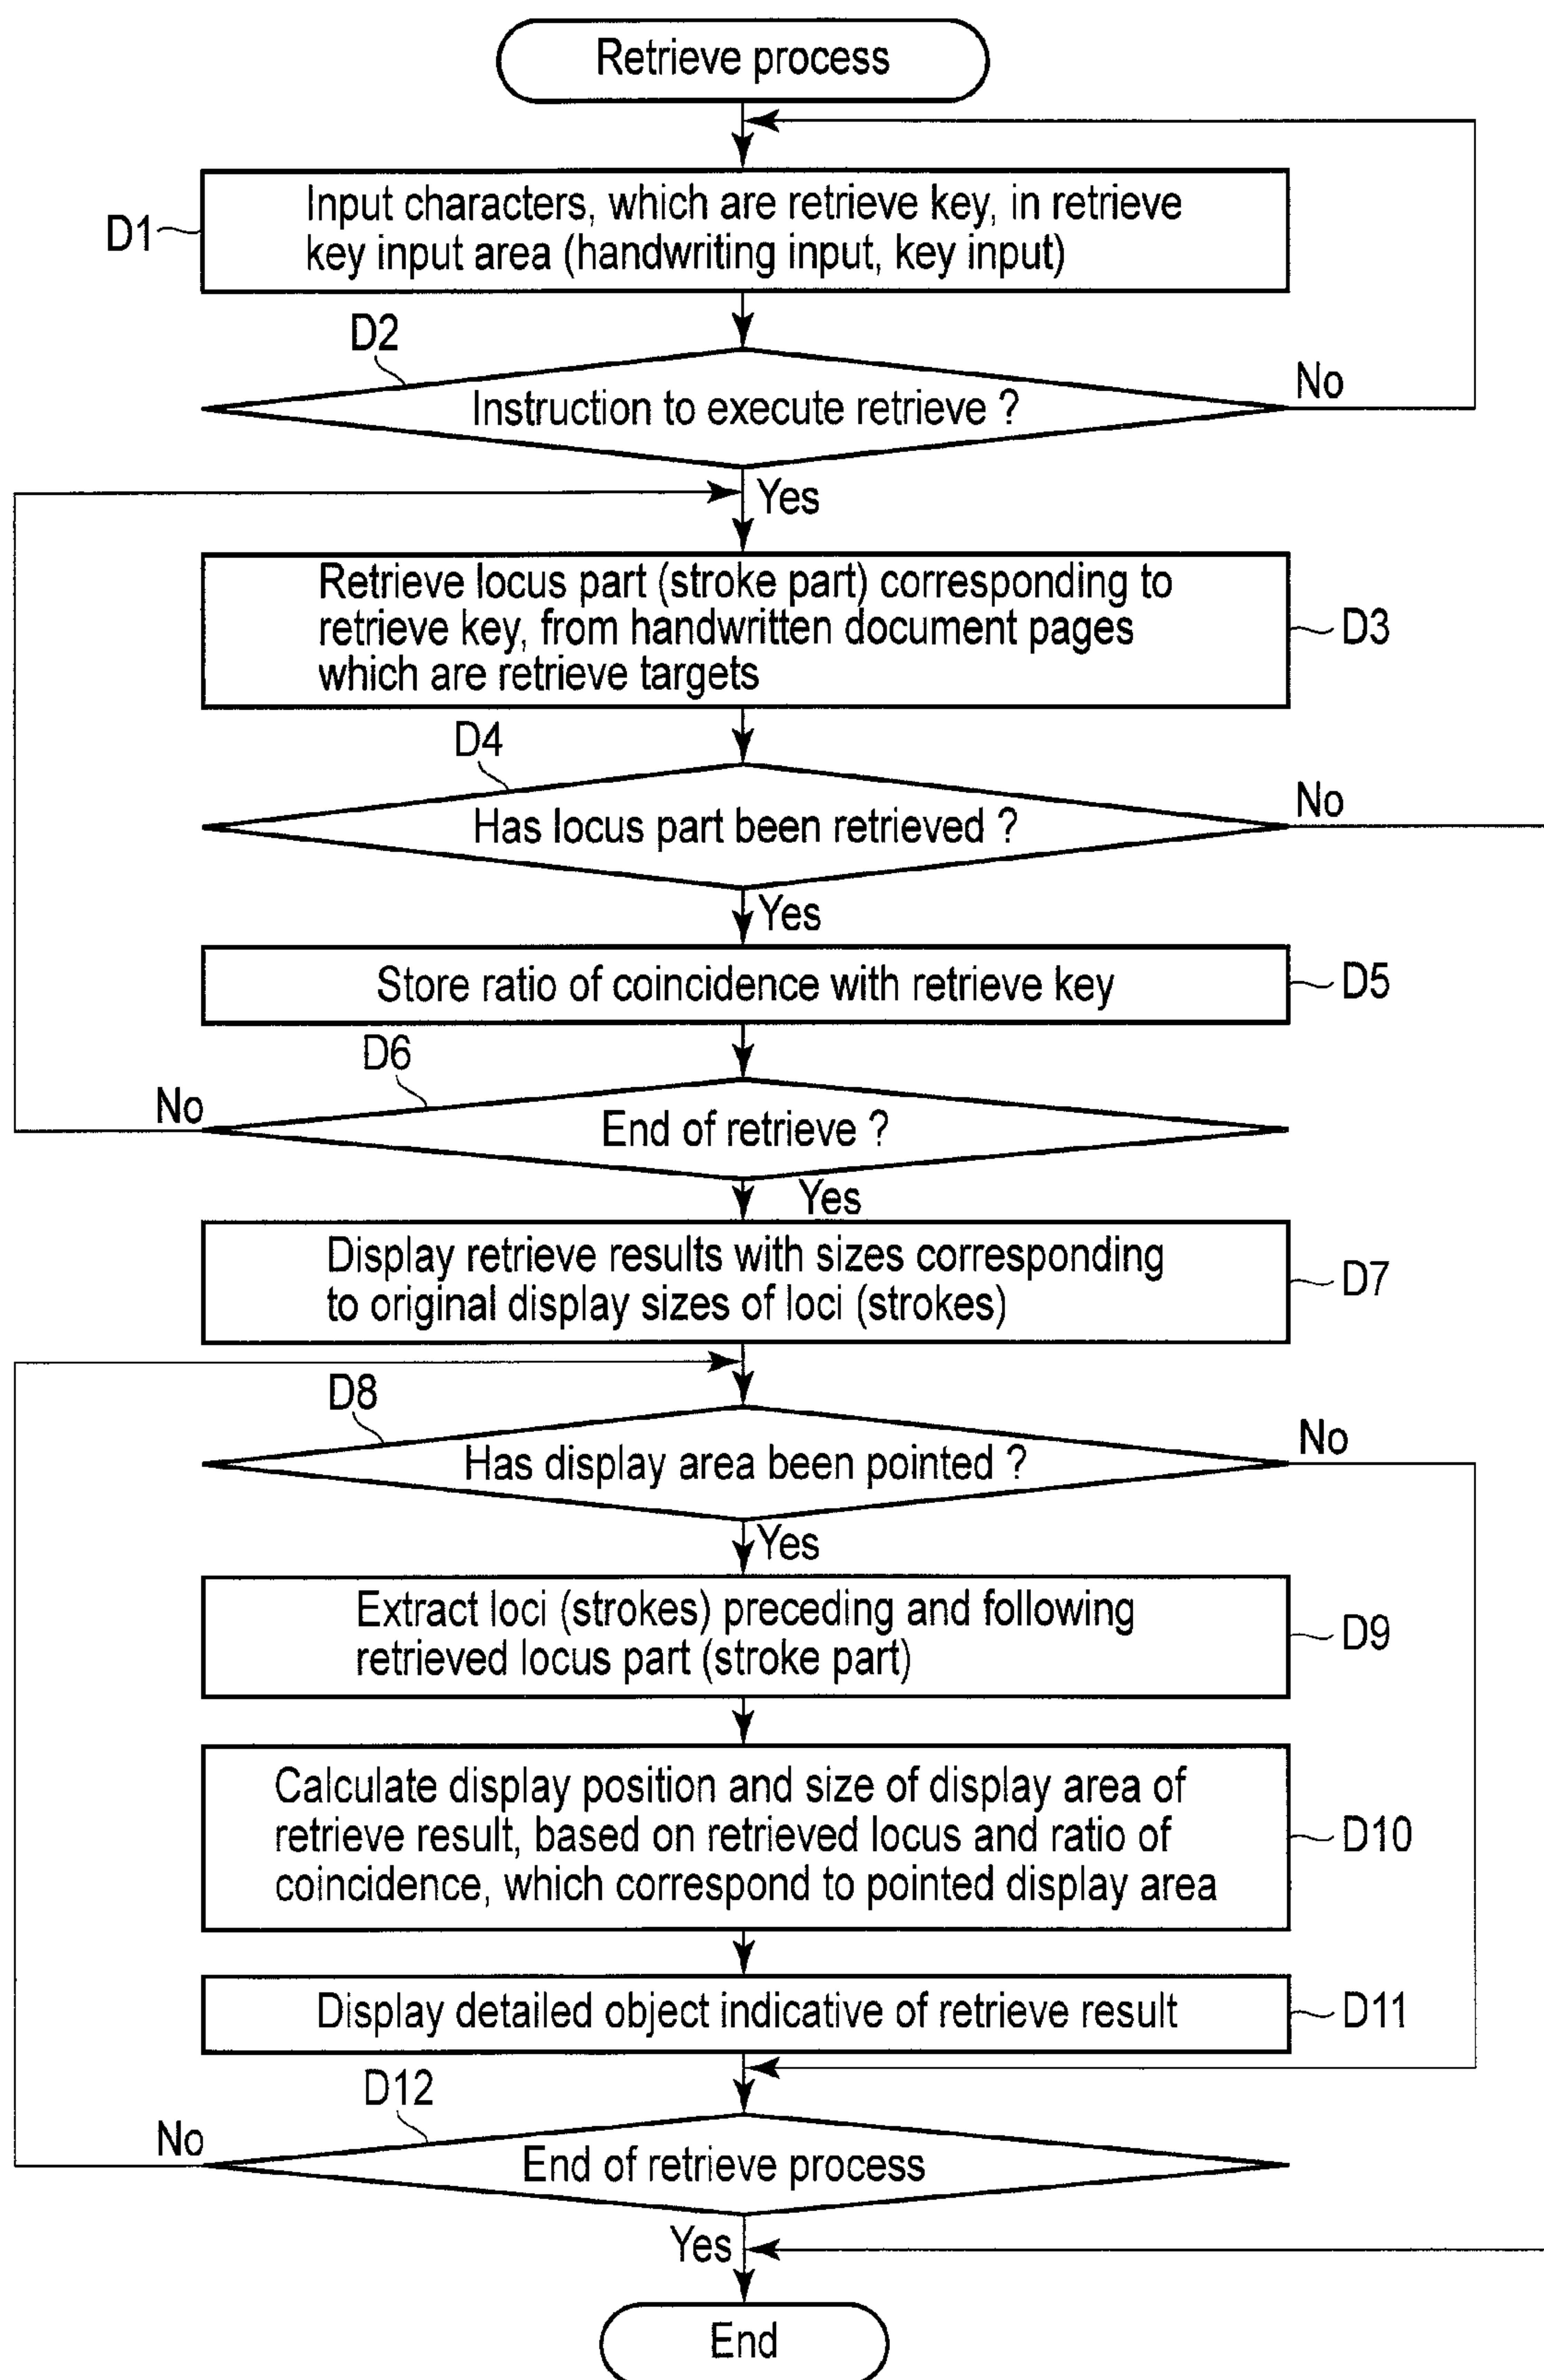 Retrieve process
D1
Input characters, which are retrieve key, in retrieve
key input area (handwriting input, key input)
D2
Instruction to execute retrieve ?
No
Yes
Retrieve locus part (stroke part) corresponding to
retrieve key, from handwritten document pages
which are retrieve targets
D3
D4
Has locus part been retrieved ?
No
Yes
Store ratio of coincidence with retrieve key
D5
D6
No
End of retrieve ?
Yes
Display retrieve results with sizes corresponding
to original display sizes of loci (strokes)
D7
D8
Has display area been pointed ?
No
Yes
Extract loci (strokes) preceding and following
retrieved locus part (stroke part)
D9
Calculate display position and size of display area of
retrieve result, based on retrieved locus and ratio of
coincidence, which correspond to pointed display area
D10
Display detailed object indicative of retrieve result
D11
D12
No
End of retrieve process
Yes
End